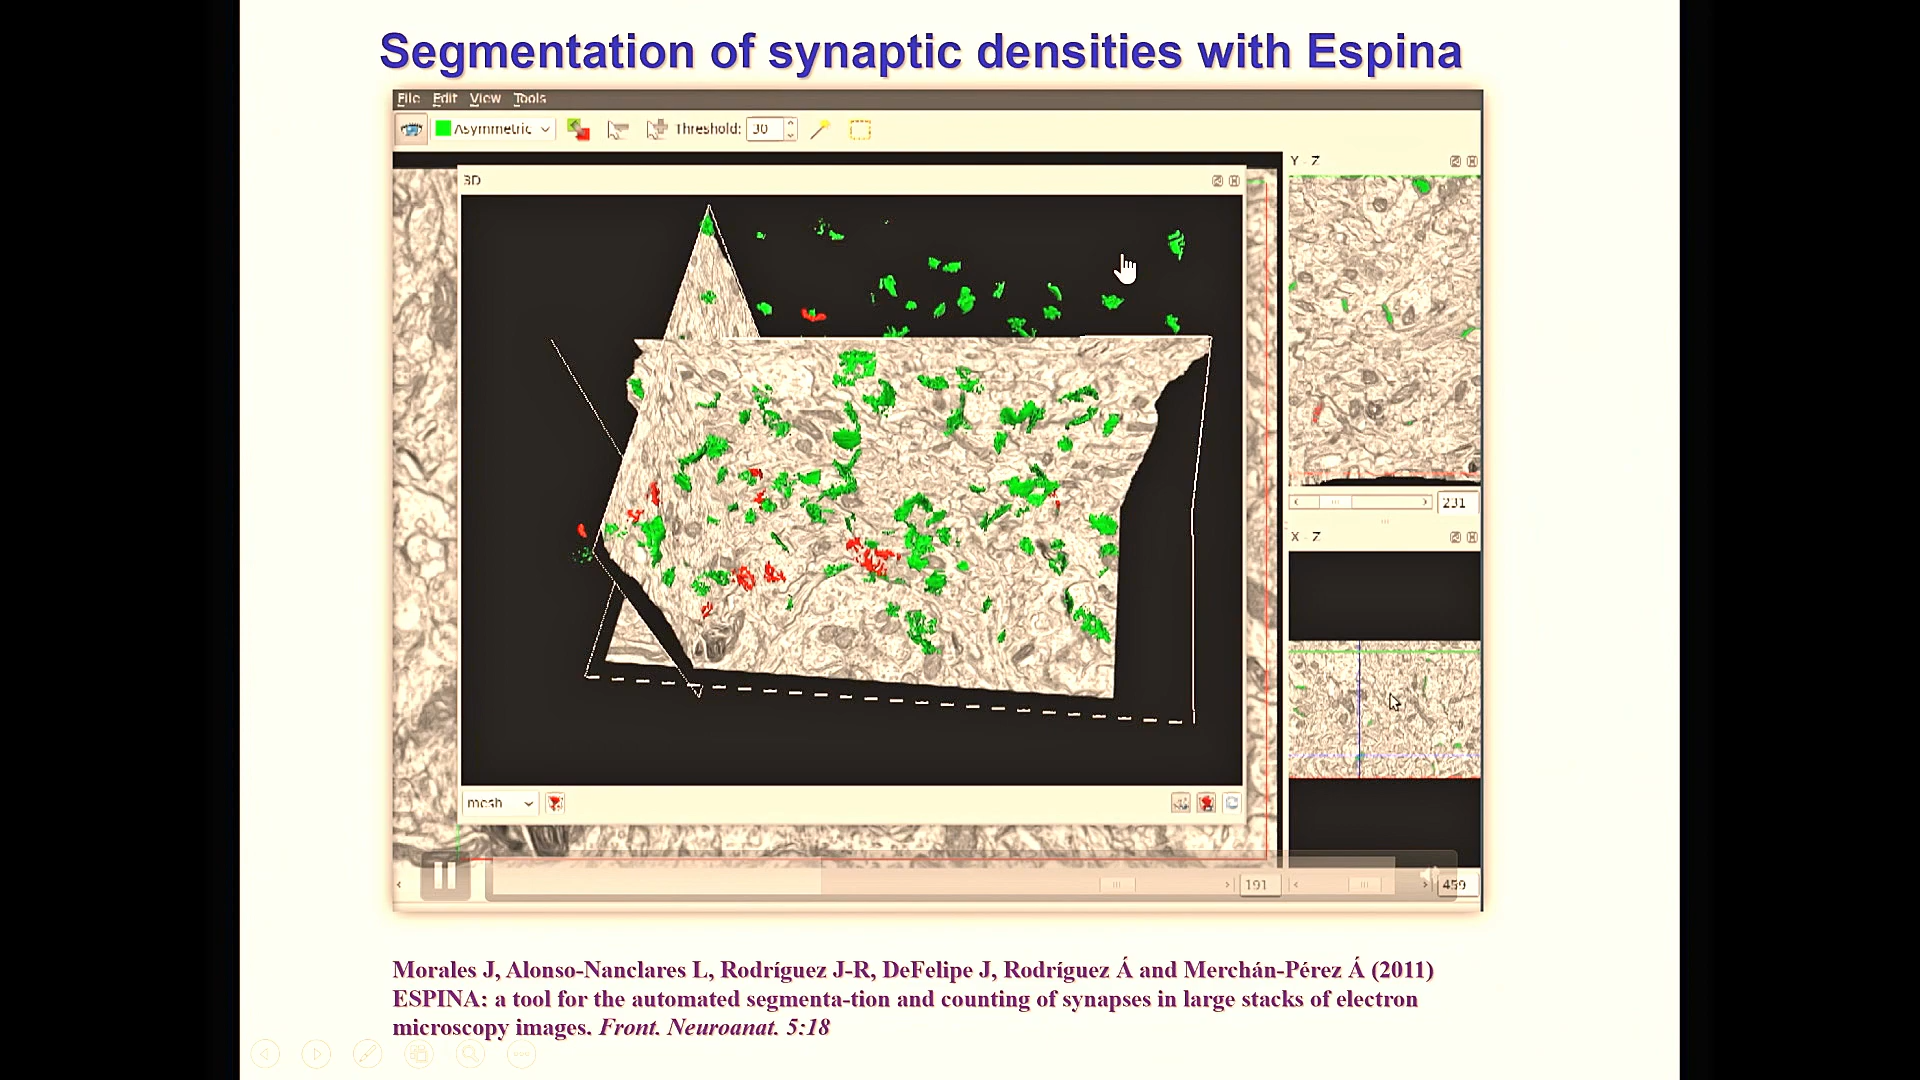 Segmentation of synaptic densities with Espina
File Edit View Tools
Asymmetric Threshold: 30
Y - Z
3D
231
X - Z
mesh
191
459
Morales J, Alonso-Nanclares L, Rodríguez J-R, DeFelipe J, Rodríguez Á and Merchán-Pérez Á (2011)
ESPINA: a tool for the automated segmenta-tion and counting of synapses in large stacks of electron
microscopy images. Front. Neuroanat. 5:18